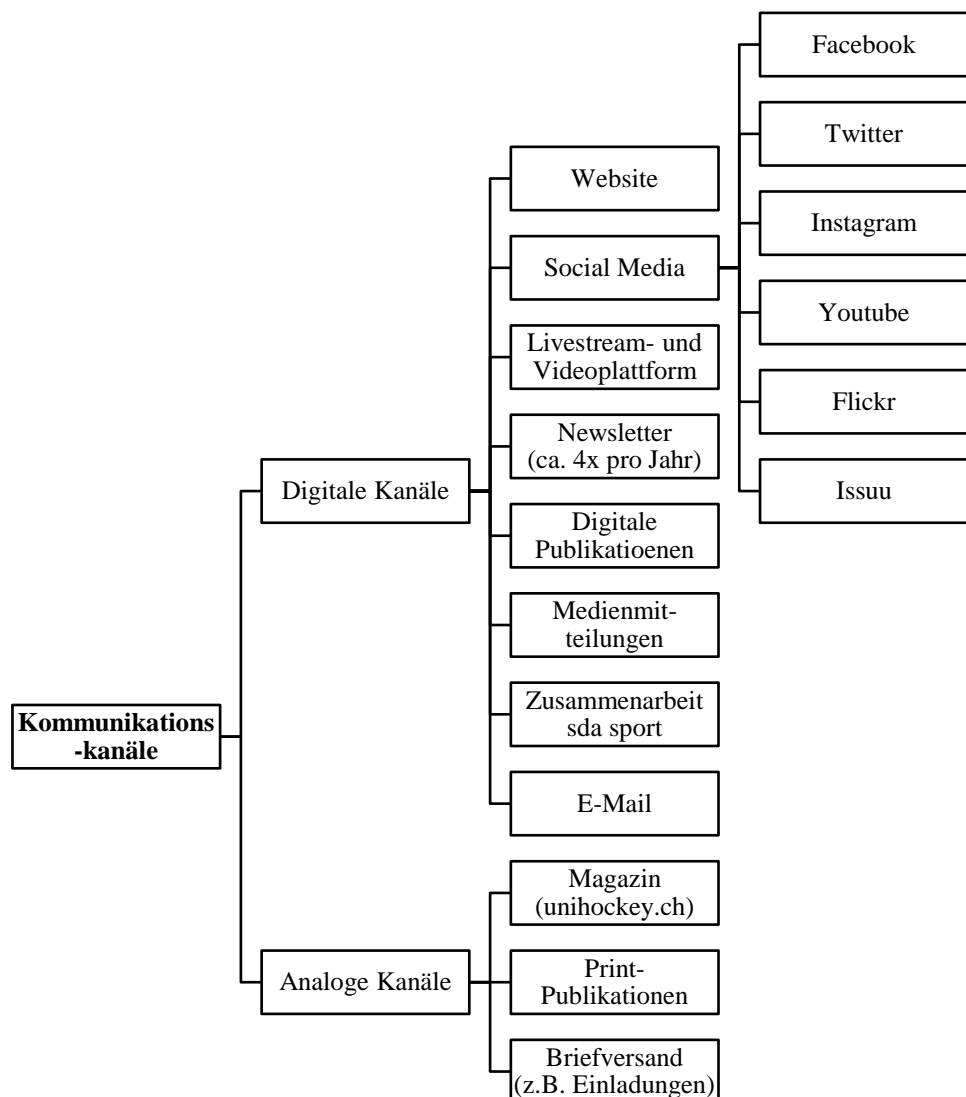 Kommunikations
-kanäle
Digitale Kanäle
Website
Social Media
Facebook
Twitter
Instagram
Youtube
Flickr
Issuu
Livestream- und
Videoplattform
Newsletter
(ca. 4x pro Jahr)
Digitale
Publikatioenen
Medienmit-
teilungen
Zusammenarbeit
sda sport
E-Mail
Analoge Kanäle
Magazin
(unihockey.ch)
Print-
Publikationen
Briefversand
(z.B. Einladungen)